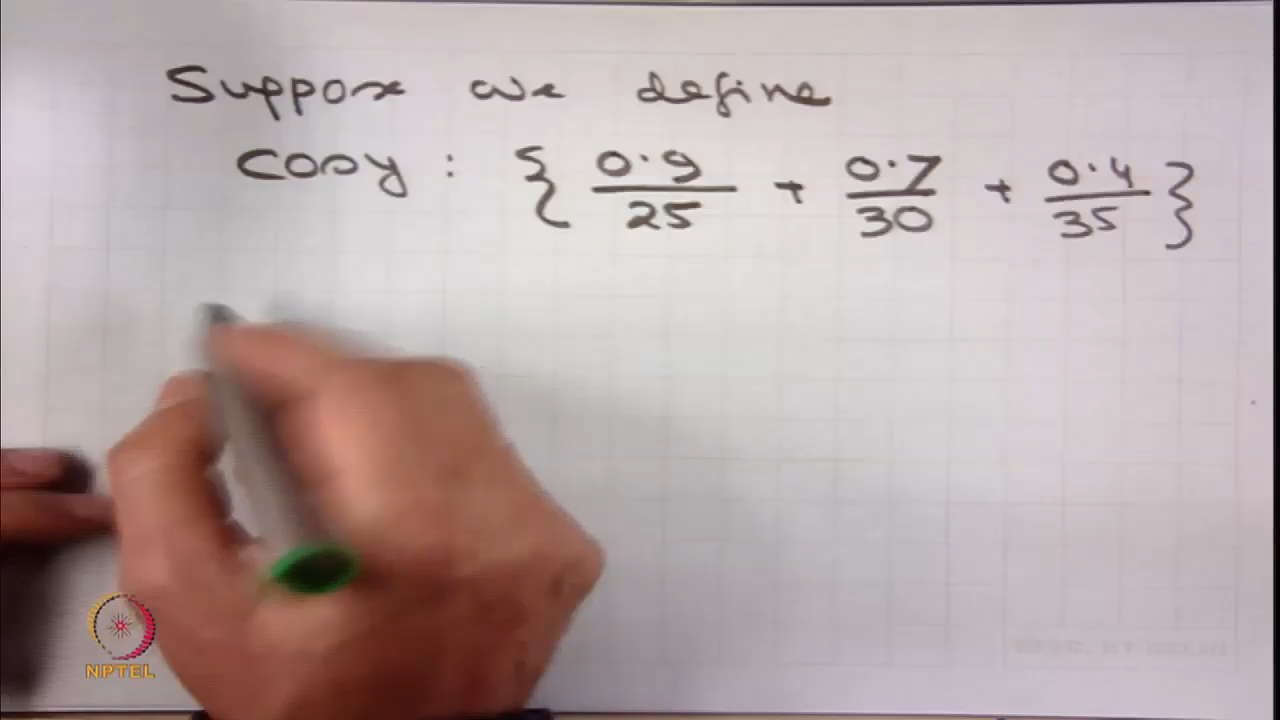 Suppose we define
Cosy : { 0.9/25 + 0.7/30 + 0.4/35 }
NPTEL